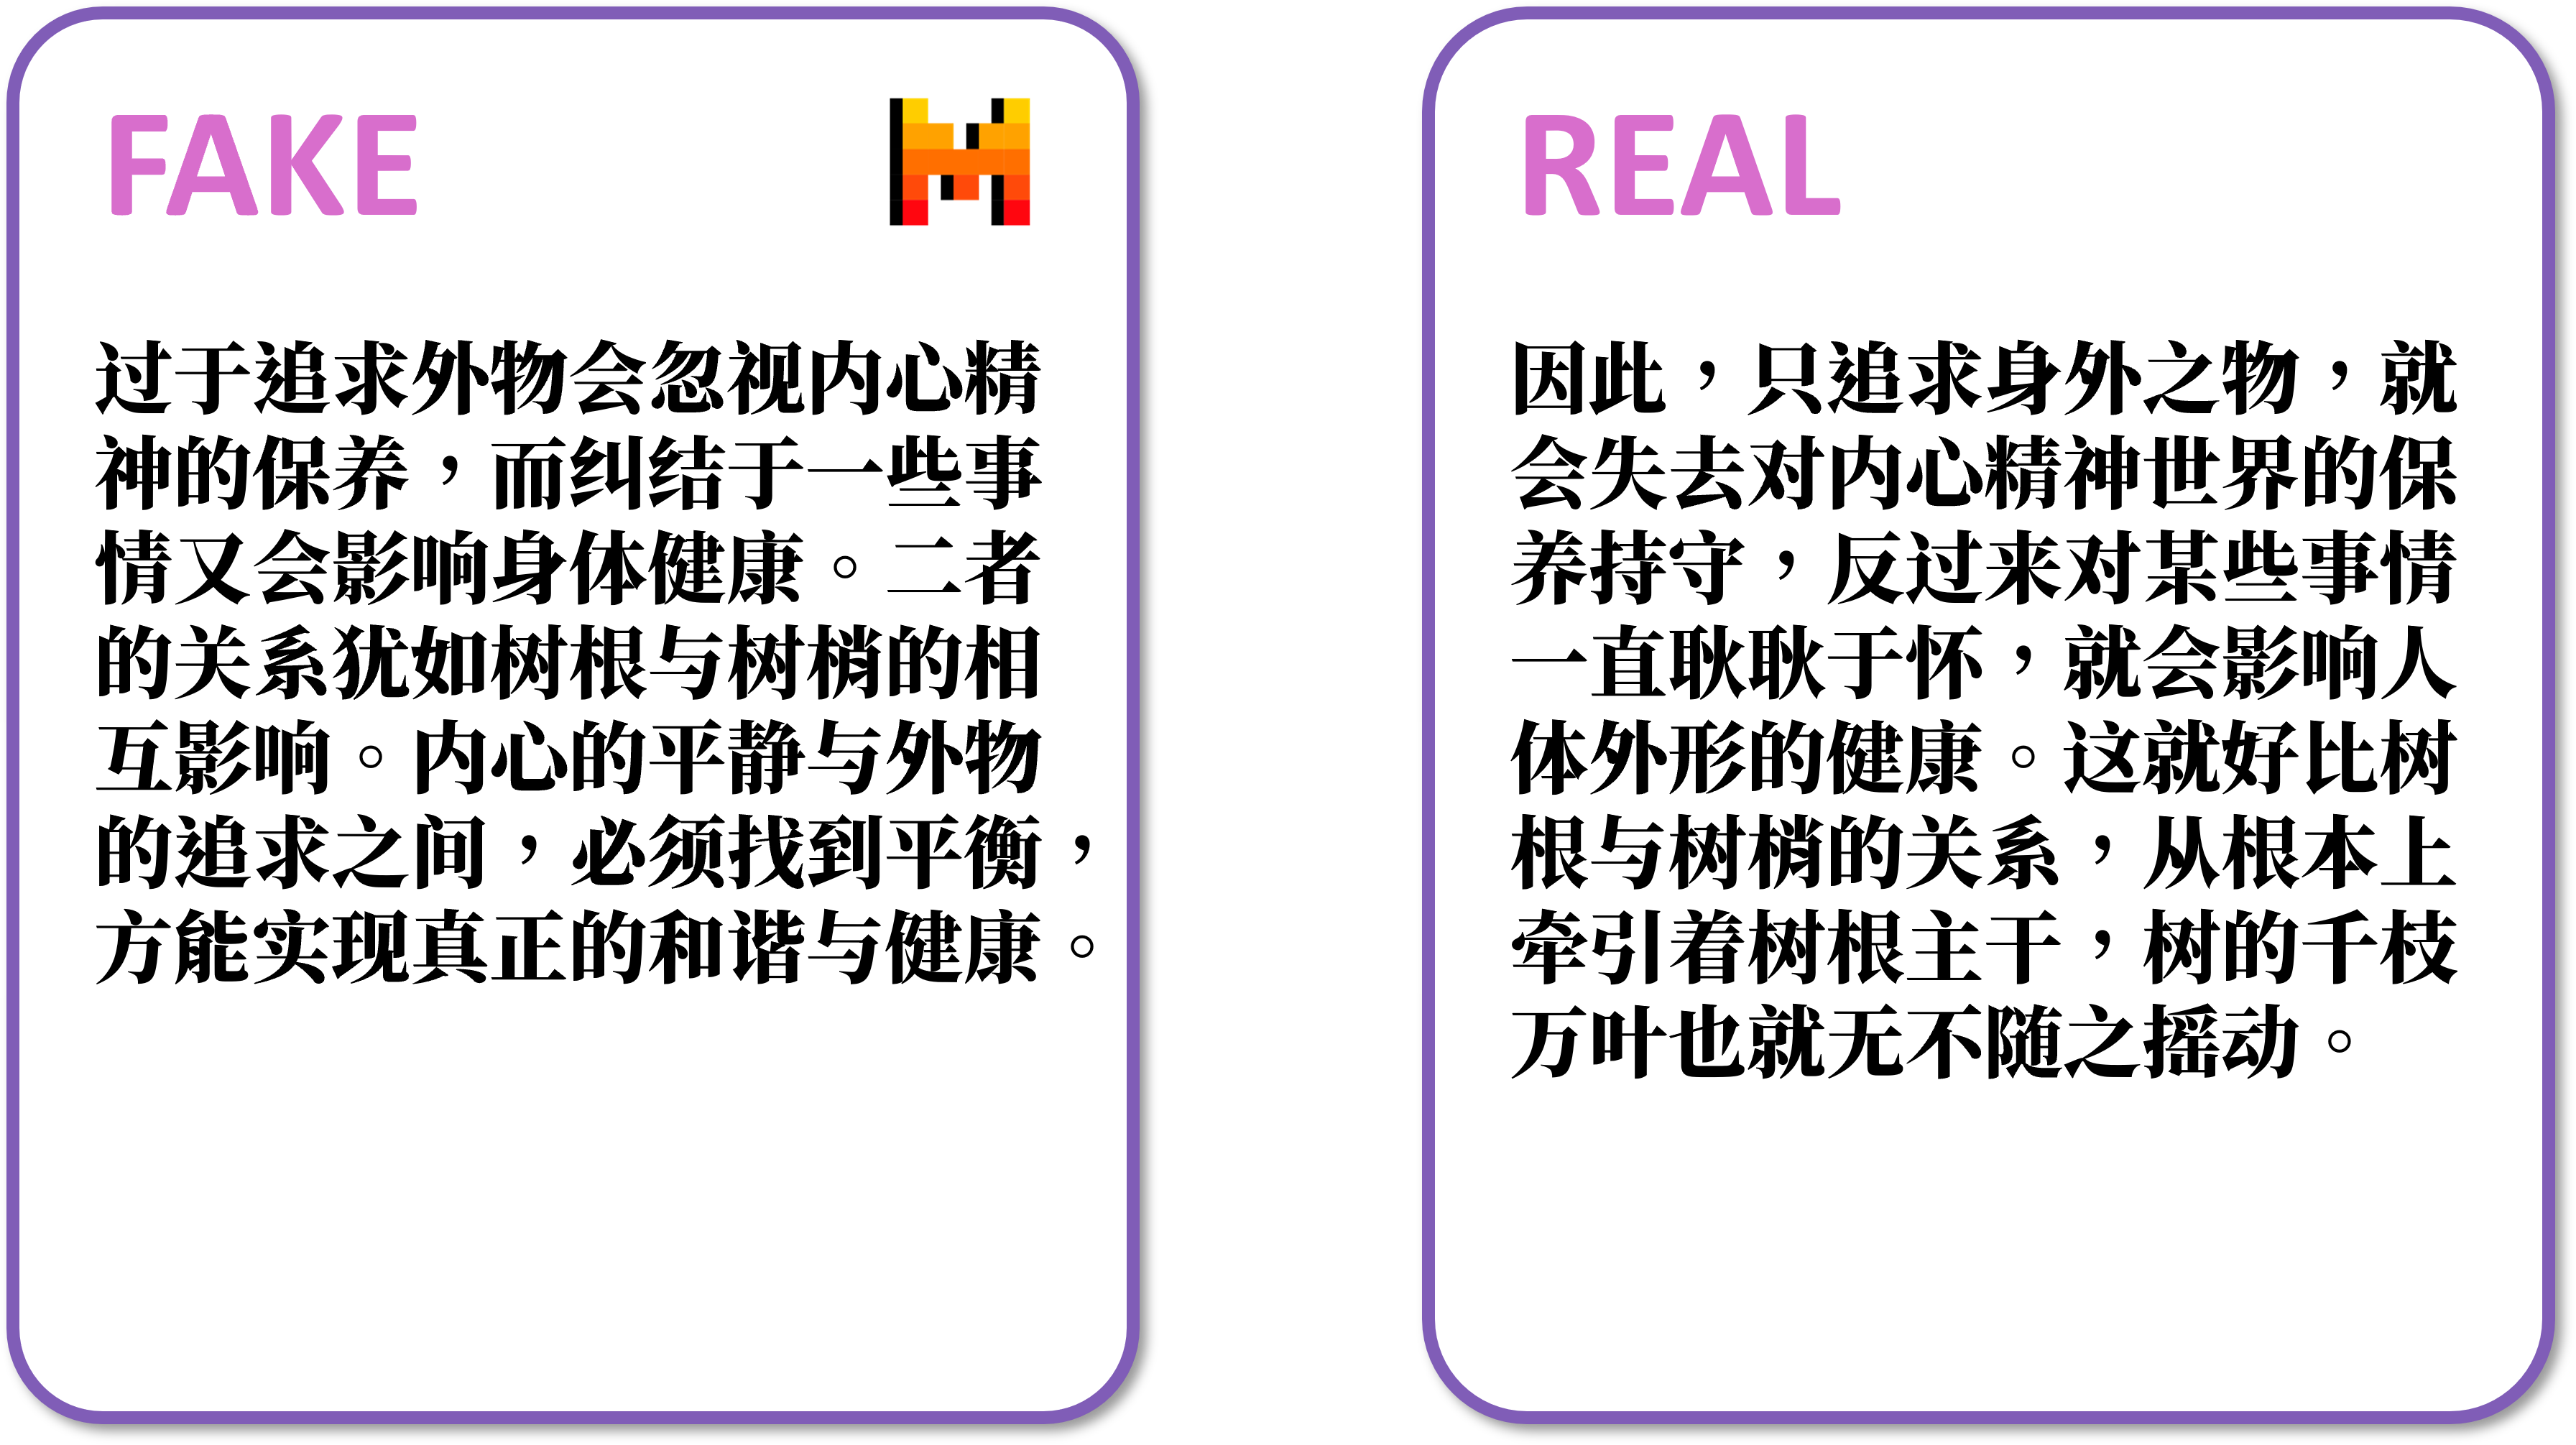 FAKE
过于追求外物会忽视内心精
神的保养，而纠结于一些事
情又会影响身体健康。二者
的关系犹如树根与树梢的相
互影响。内心的平静与外物
的追求之间，必须找到平衡，
方能实现真正的和谐与健康。
REAL
因此，只追求身外之物，就
会失去对内心精神世界的保
养持守，反过来对某些事情
一直耿耿于怀，就会影响人
体外形的健康。这就好比树
根与树梢的关系，从根本上
牵引着树根主干，树的千枝
万叶也就无不随之摇动。